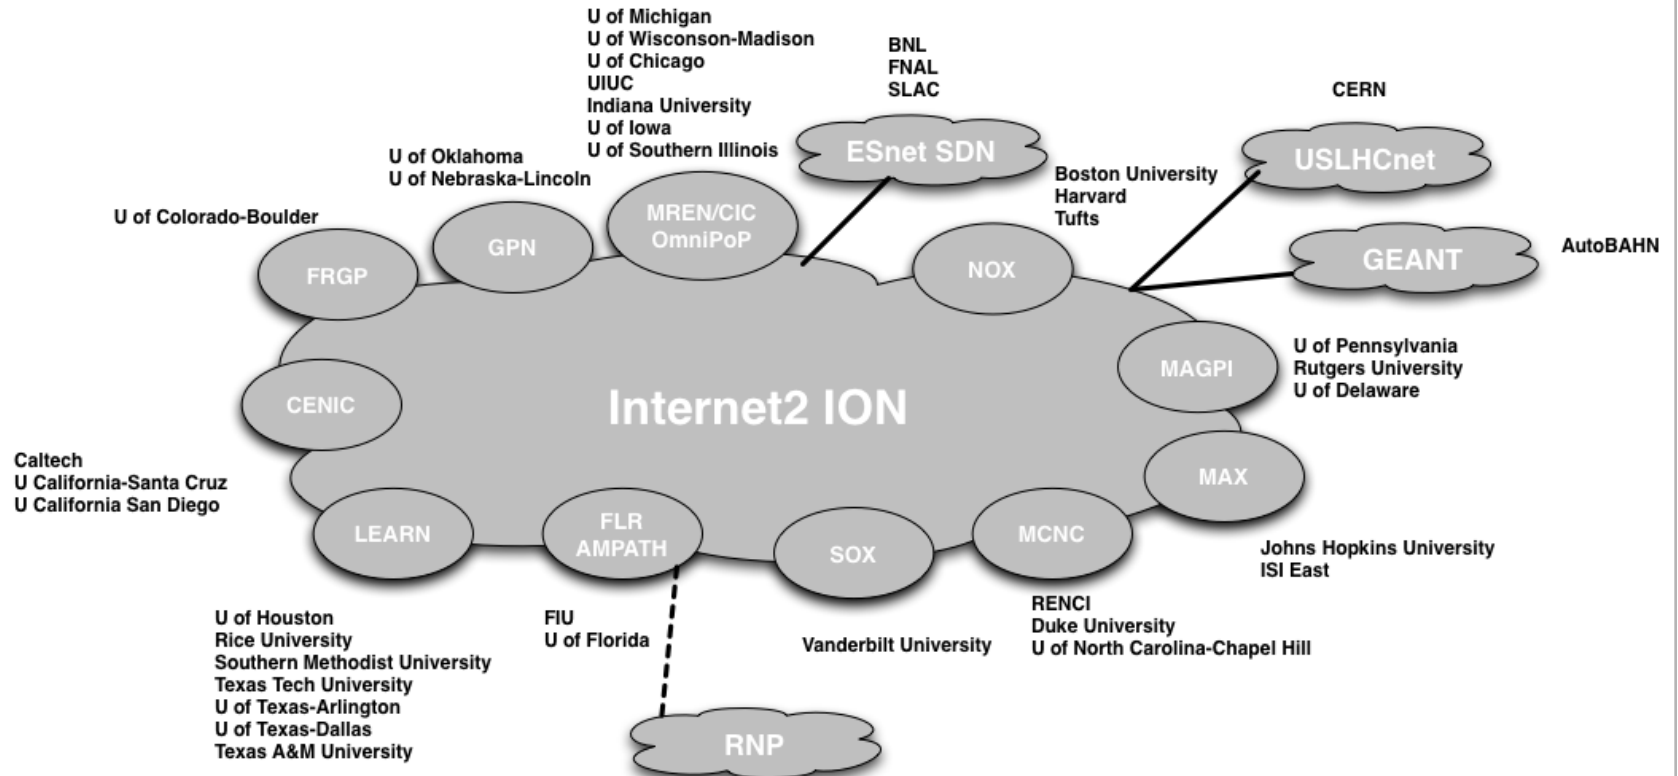 U of Michigan
U of Wisconson-Madison
U of Chicago
UIUC
Indiana University
U of Iowa
U of Southern Illinois
BNL
FNAL
SLAC
CERN
ESnet SDN
USLHCnet
U of Oklahoma
U of Nebraska-Lincoln
Boston University
Harvard
Tufts
U of Colorado-Boulder
MREN/CIC
OmniPoP
GPN
FRGP
NOX
GEANT
AutoBAHN
U of Pennsylvania
Rutgers University
U of Delaware
MAGPI
CENIC
Internet2 ION
Caltech
U California-Santa Cruz
U California San Diego
MAX
LEARN
FLR
AMPATH
SOX
MCNC
Johns Hopkins University
ISI East
U of Houston
Rice University
Southern Methodist University
Texas Tech University
U of Texas-Arlington
U of Texas-Dallas
Texas A&M University
FIU
U of Florida
Vanderbilt University
RENCI
Duke University
U of North Carolina-Chapel Hill
RNP